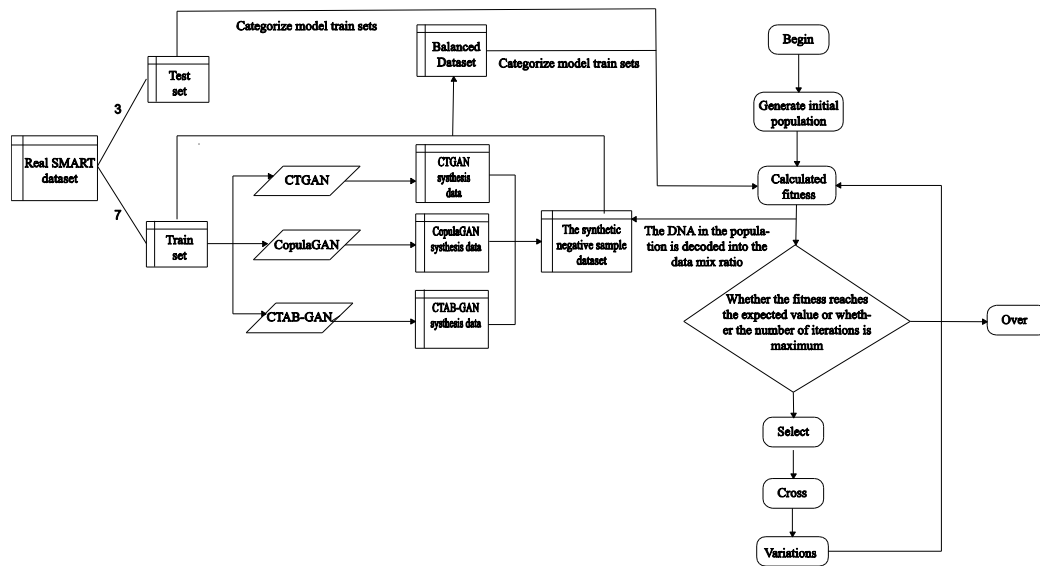 Categorize model train sets
Test
set
Balanced
Dataset
Categorize model train sets
3
Real SMART
dataset
7
Train
set
CTGAN
CopulaGAN
CTAB-GAN
CTGAN
synthesis
data
CopulaGAN
synthesis data
CTAB-GAN
synthesis data
The synthetic
negative sample
dataset
The DNA in the popula-
tion is decoded into the
data mix ratio
Begin
Generate initial
population
Calculated
fitness
Whether the fitness reaches
the expected value or wheth-
er the number of iterations is
maximum
Over
Select
Cross
Variations